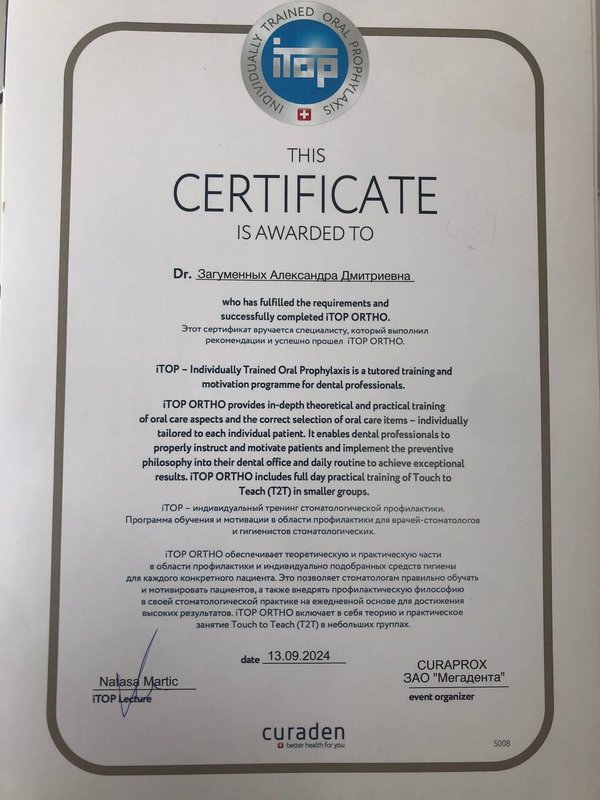 INDIVIDUALLY TRAINED ORAL PROPHYLAXIS
iTop
THIS
CERTIFICATE
IS AWARDED TO
Dr. Загуменных Александра Дмитриевна
who has fulfilled the requirements and
successfully completed iTOP ORTHO.
Этот сертификат вручается специалисту, который выполнил
рекомендации и успешно прошел iTOP ORTHO.
iTOP – Individually Trained Oral Prophylaxis is a tutored training and
motivation programme for dental professionals.
iTOP ORTHO provides in-depth theoretical and practical training
of oral care aspects and the correct selection of oral care items – individually
tailored to each individual patient. It enables dental professionals to
properly instruct and motivate patients and implement the preventive
philosophy into their dental office and daily routine to achieve exceptional
results. iTOP ORTHO includes full day practical training of Touch to
Teach (T2T) in smaller groups.
iTOP – индивидуальный тренинг стоматологической профилактики.
Программа обучения и мотивации в области профилактики для врачей-стоматологов
и гигиенистов стоматологических.
iTOP ORTHO обеспечивает теоретическую и практическую части
в области профилактики и индивидуально подобранных средств гигиены
для каждого конкретного пациента. Это позволяет стоматологам правильно обучать
и мотивировать пациентов, а также внедрять профилактическую философию
в своей стоматологической практике на ежедневной основе для достижения
высоких результатов. iTOP ORTHO включает в себя теорию и практическое
занятие Touch to Teach (T2T) в небольших группах.
date 13.09.2024
Natasa Martic
iTOP Lecture
CURAPROX
ЗАО "Мегадента"
event organizer
curaden
better health for you
S008